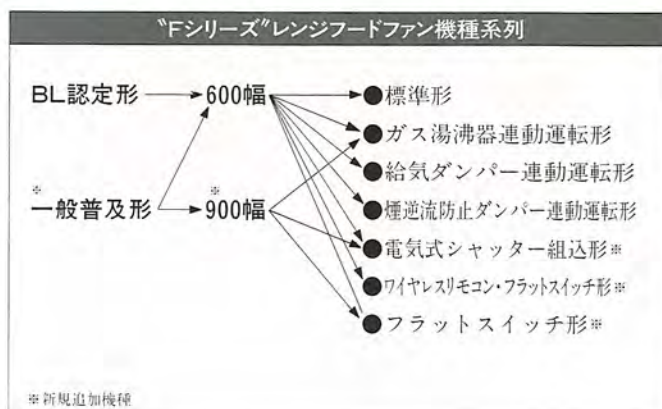 〝Fシリーズ〟レンジフードファン機種系列
BL認定形
600幅
●標準形
●ガス湯沸器連動運転形
●給気ダンパー連動運転形
●煙逆流防止ダンパー連動運転形
※
一般普及形
※
900幅
●電気式シャッター組込形※
●ワイヤレスリモコン・フラットスイッチ形※
●フラットスイッチ形※
※新規追加機種